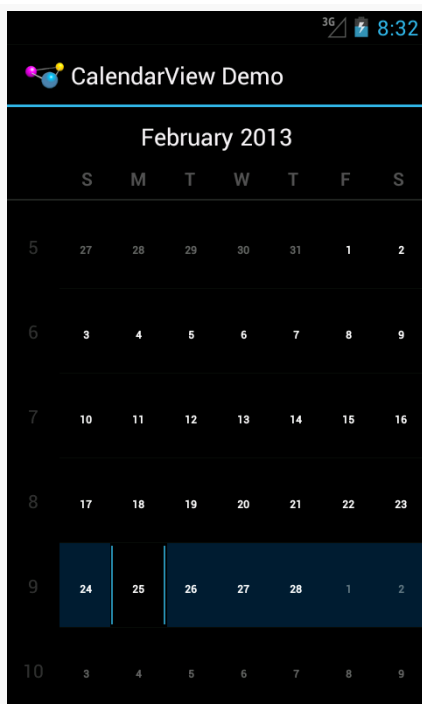 3G 8:32
CalendarView Demo
February 2013
S M T W T F S
5 27 28 29 30 31 1 2
6 3 4 5 6 7 8 9
7 10 11 12 13 14 15 16
8 17 18 19 20 21 22 23
9 24 25 26 27 28 1 2
10 3 4 5 6 7 8 9